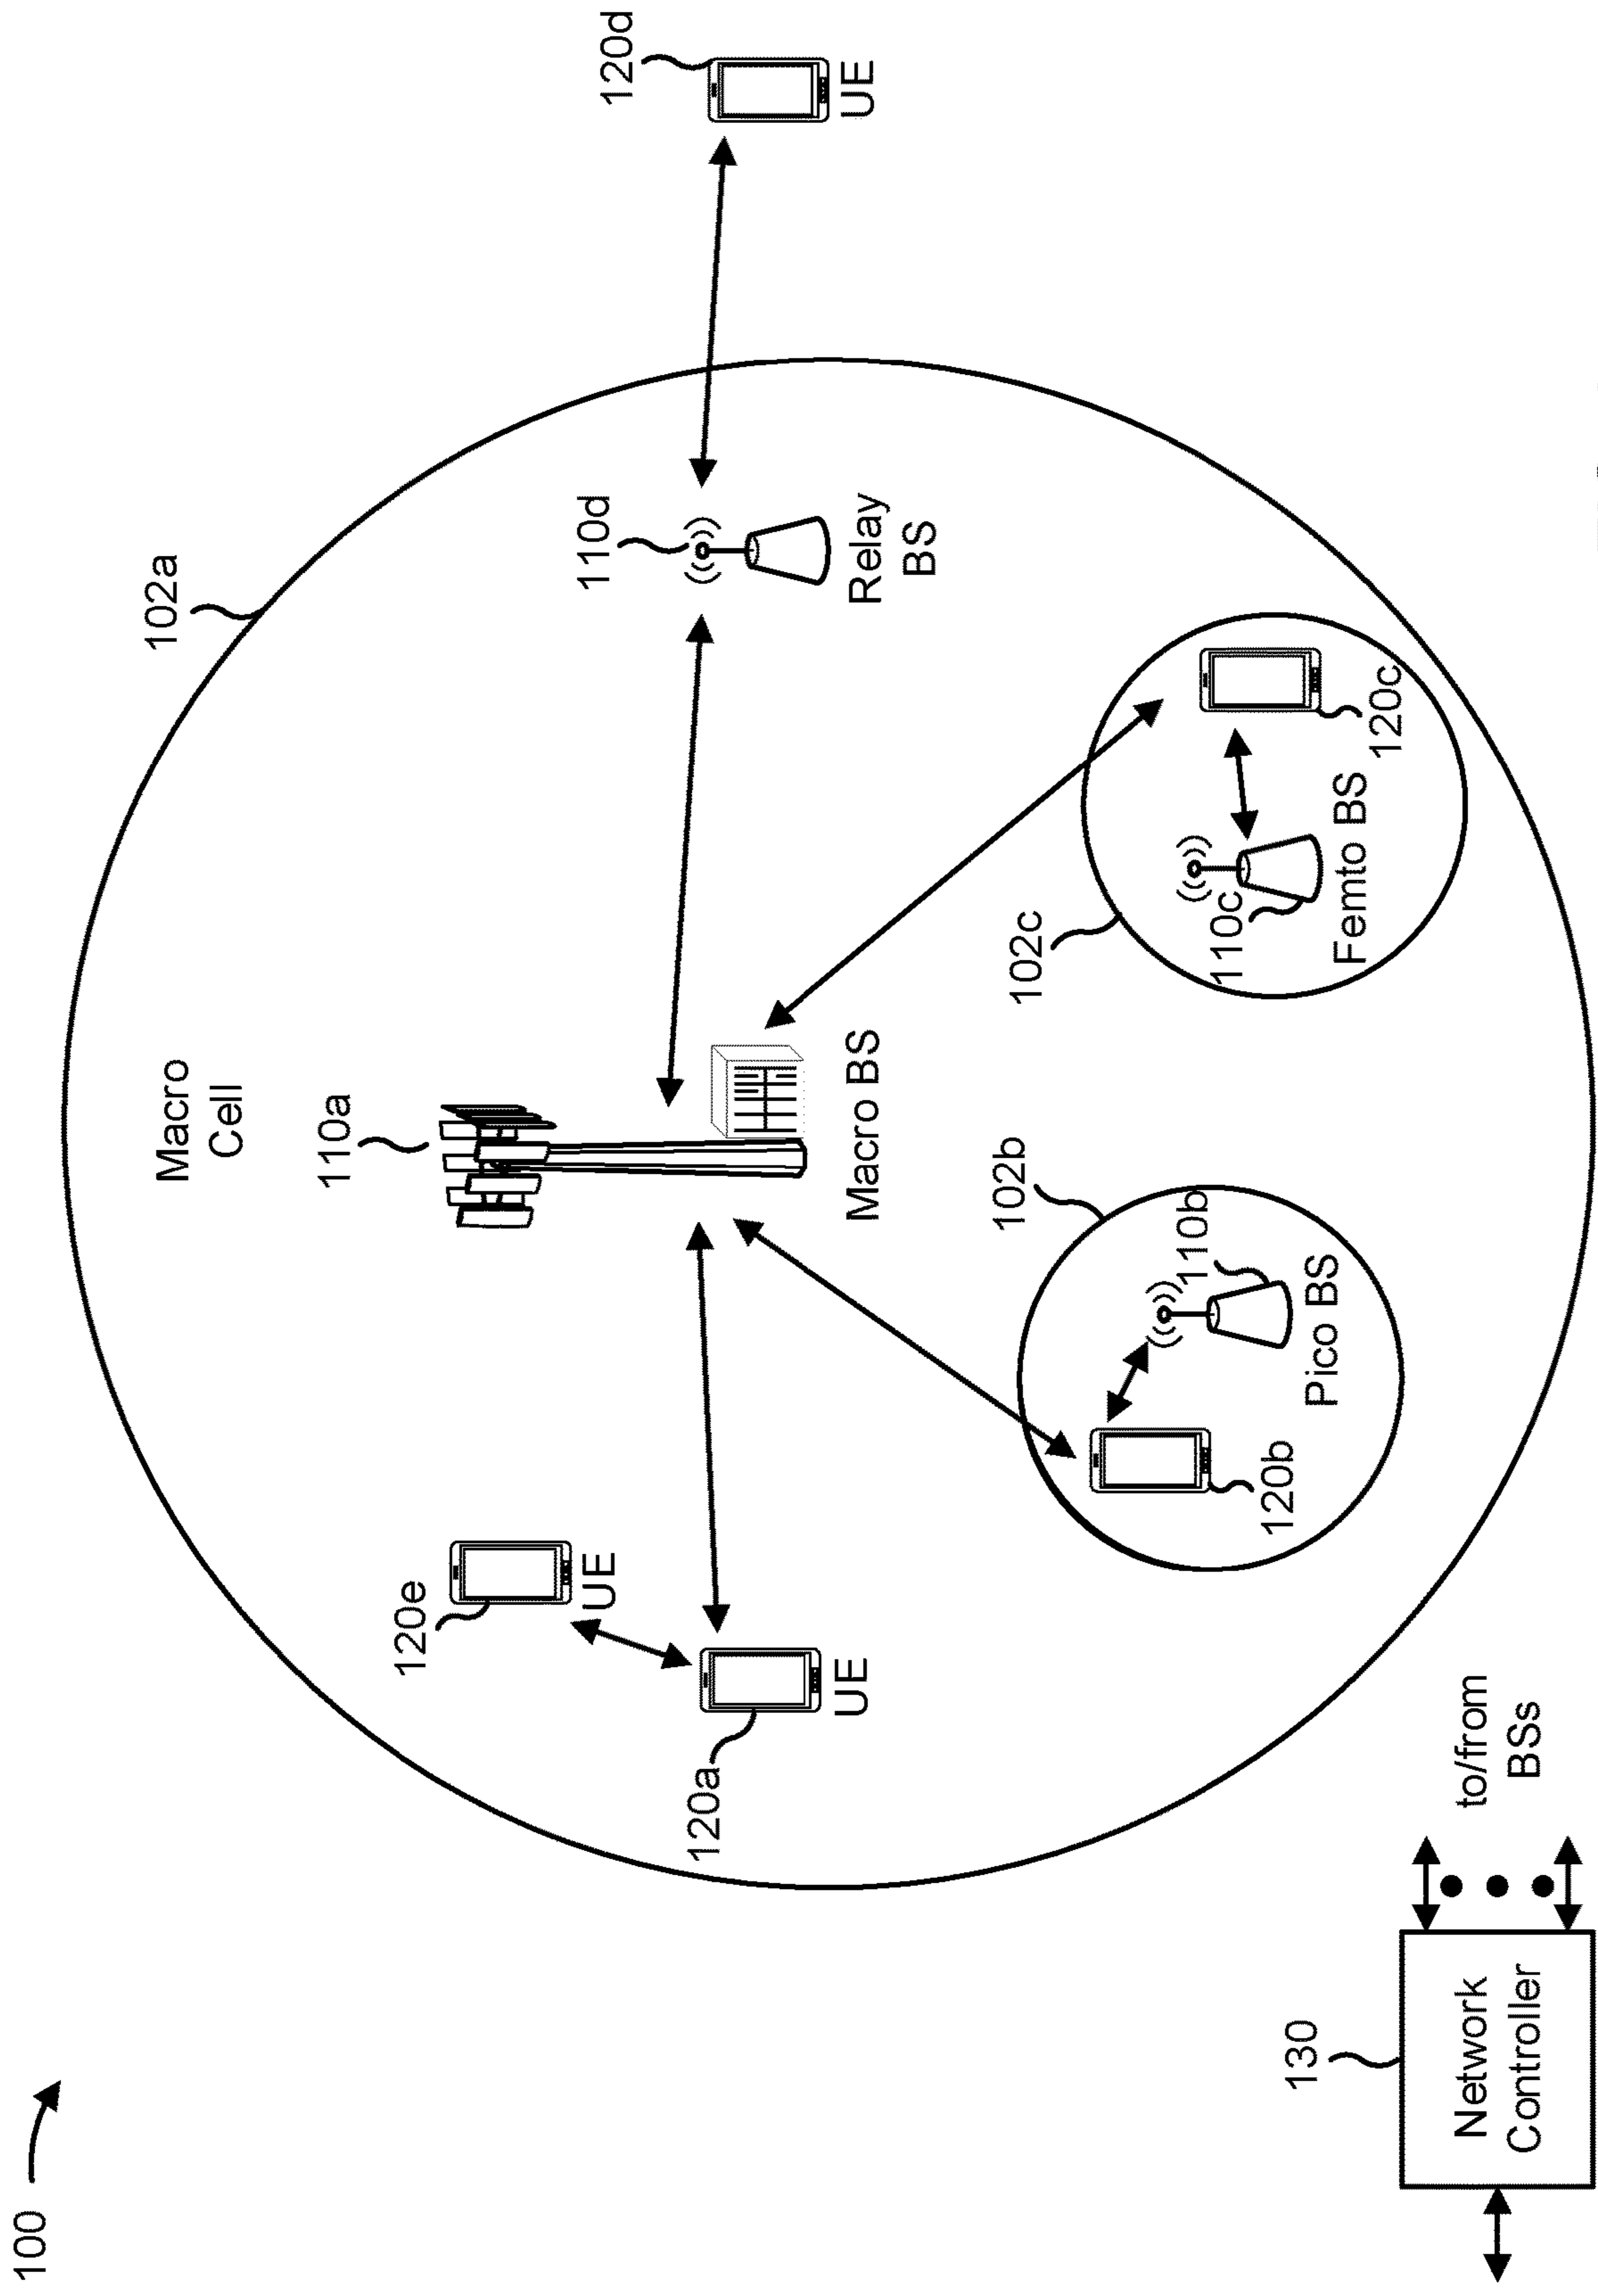 100
102a
Macro
Cell
110a
Macro BS
110d
Relay
BS
120d
UE
120e
UE
120a
UE
102b
110b
Pico BS
120b
102c
110c
Femto BS
120c
130
Network
Controller
to/from
BSs